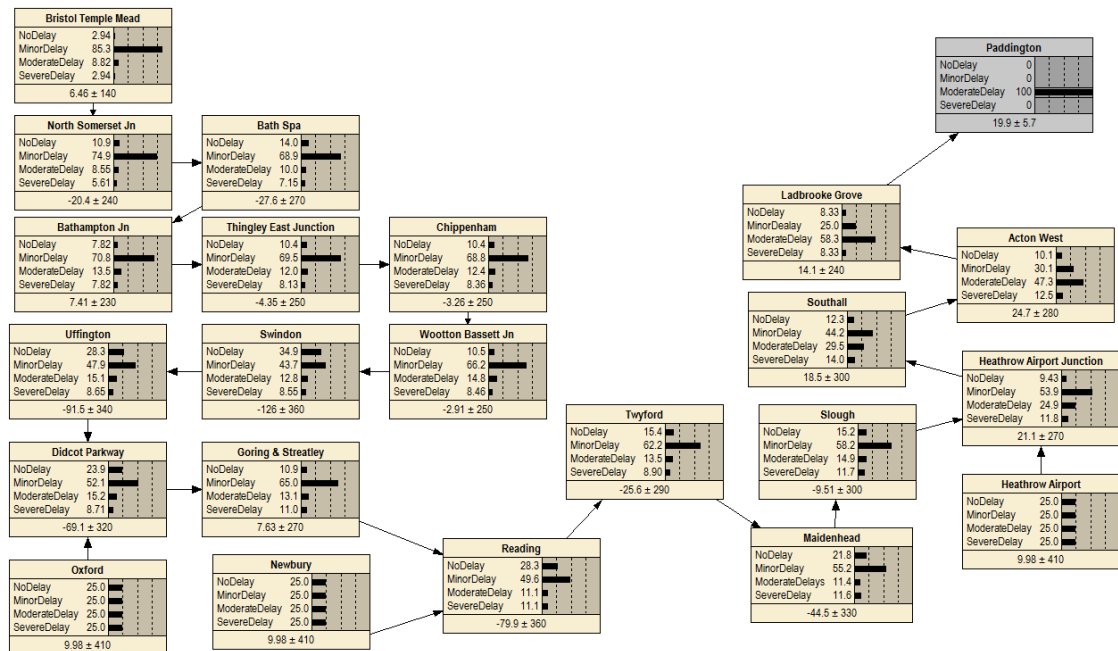 Bristol Temple Mead
NoDelay 2.94
MinorDelay 85.3
ModerateDelay 8.82
SevereDelay 2.94
6.46 ± 140
Paddington
NoDelay 0
MinorDelay 0
ModerateDelay 100
SevereDelay 0
19.9 ± 5.7
North Somerset Jn
NoDelay 10.9
MinorDelay 74.9
ModerateDelay 8.55
SevereDelay 5.61
-20.4 ± 240
Bath Spa
NoDelay 14.0
MinorDelay 68.9
ModerateDelay 10.0
SevereDelay 7.15
-27.6 ± 270
Ladbrooke Grove
NoDelay 8.33
MinorDealay 25.0
ModerateDelay 58.3
SevereDelay 8.33
14.1 ± 240
Bathampton Jn
NoDelay 7.82
MinorDelay 70.8
ModerateDelay 13.5
SevereDelay 7.82
7.41 ± 230
Thingley East Junction
NoDelay 10.4
MinorDelay 69.5
ModerateDelay 12.0
SevereDelay 8.13
-4.35 ± 250
Chippenham
NoDelay 10.4
MinorDelay 68.8
ModerateDelay 12.4
SevereDelay 8.36
-3.26 ± 250
Acton West
NoDelay 10.1
MinorDelay 30.1
ModerateDelay 47.3
SevereDelay 12.5
24.7 ± 280
Southall
NoDelay 12.3
MinorDelay 44.2
ModerateDelay 29.5
SevereDelay 14.0
18.5 ± 300
Uffington
NoDelay 28.3
MinorDelay 47.9
ModerateDelay 15.1
SevereDelay 8.65
-91.5 ± 340
Swindon
NoDelay 34.9
MinorDelay 43.7
ModerateDelay 12.8
SevereDelay 8.55
-126 ± 360
Wootton Bassett Jn
NoDelay 10.5
MinorDelay 66.2
ModerateDelay 14.8
SevereDelay 8.46
-2.91 ± 250
Heathrow Airport Junction
NoDelay 9.43
MinorDelay 53.9
ModerateDelay 24.9
SevereDelay 11.8
21.1 ± 270
Twyford
NoDelay 15.4
MinorDelay 62.2
ModerateDelay 13.5
SevereDelay 8.90
-25.6 ± 290
Slough
NoDelay 15.2
MinorDelay 58.2
ModerateDelay 14.9
SevereDelay 11.7
-9.51 ± 300
Didcot Parkway
NoDelay 23.9
MinorDelay 52.1
ModerateDelay 15.2
SevereDelay 8.71
-69.1 ± 320
Goring & Streatley
NoDelay 10.9
MinorDelay 65.0
ModerateDelay 13.1
SevereDelay 11.0
7.63 ± 270
Heathrow Airport
NoDelay 25.0
MinorDelay 25.0
ModerateDelay 25.0
SevereDelay 25.0
9.98 ± 410
Reading
NoDelay 28.3
MinorDelay 49.6
ModerateDelay 11.1
SevereDelay 11.1
-79.9 ± 360
Maidenhead
NoDelay 21.8
MinorDelay 55.2
ModerateDelays 11.4
SevereDelay 11.6
-44.5 ± 330
Newbury
NoDelay 25.0
MinorDelay 25.0
ModerateDelay 25.0
SevereDelay 25.0
9.98 ± 410
Oxford
NoDelay 25.0
MinorDelay 25.0
ModerateDelay 25.0
SevereDelay 25.0
9.98 ± 410